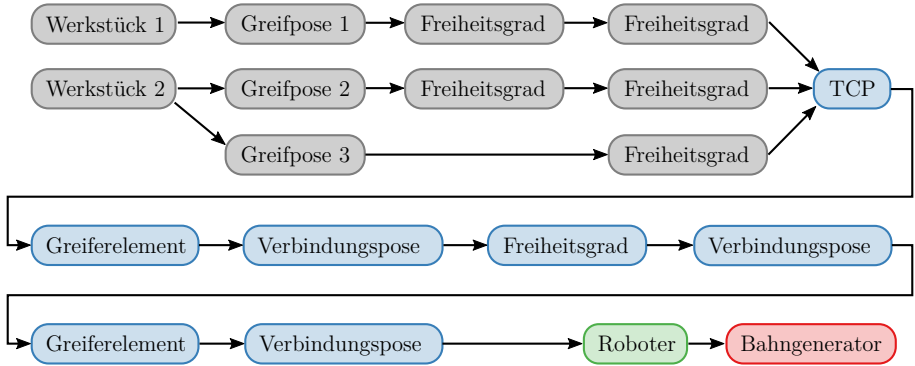 Werkstück 1 Greifpose 1 Freiheitsgrad Freiheitsgrad
Werkstück 2 Greifpose 2 Freiheitsgrad Freiheitsgrad TCP
Greifpose 3 Freiheitsgrad
Greiferelement Verbindungspose Freiheitsgrad Verbindungspose
Greiferelement Verbindungspose Roboter Bahngenerator